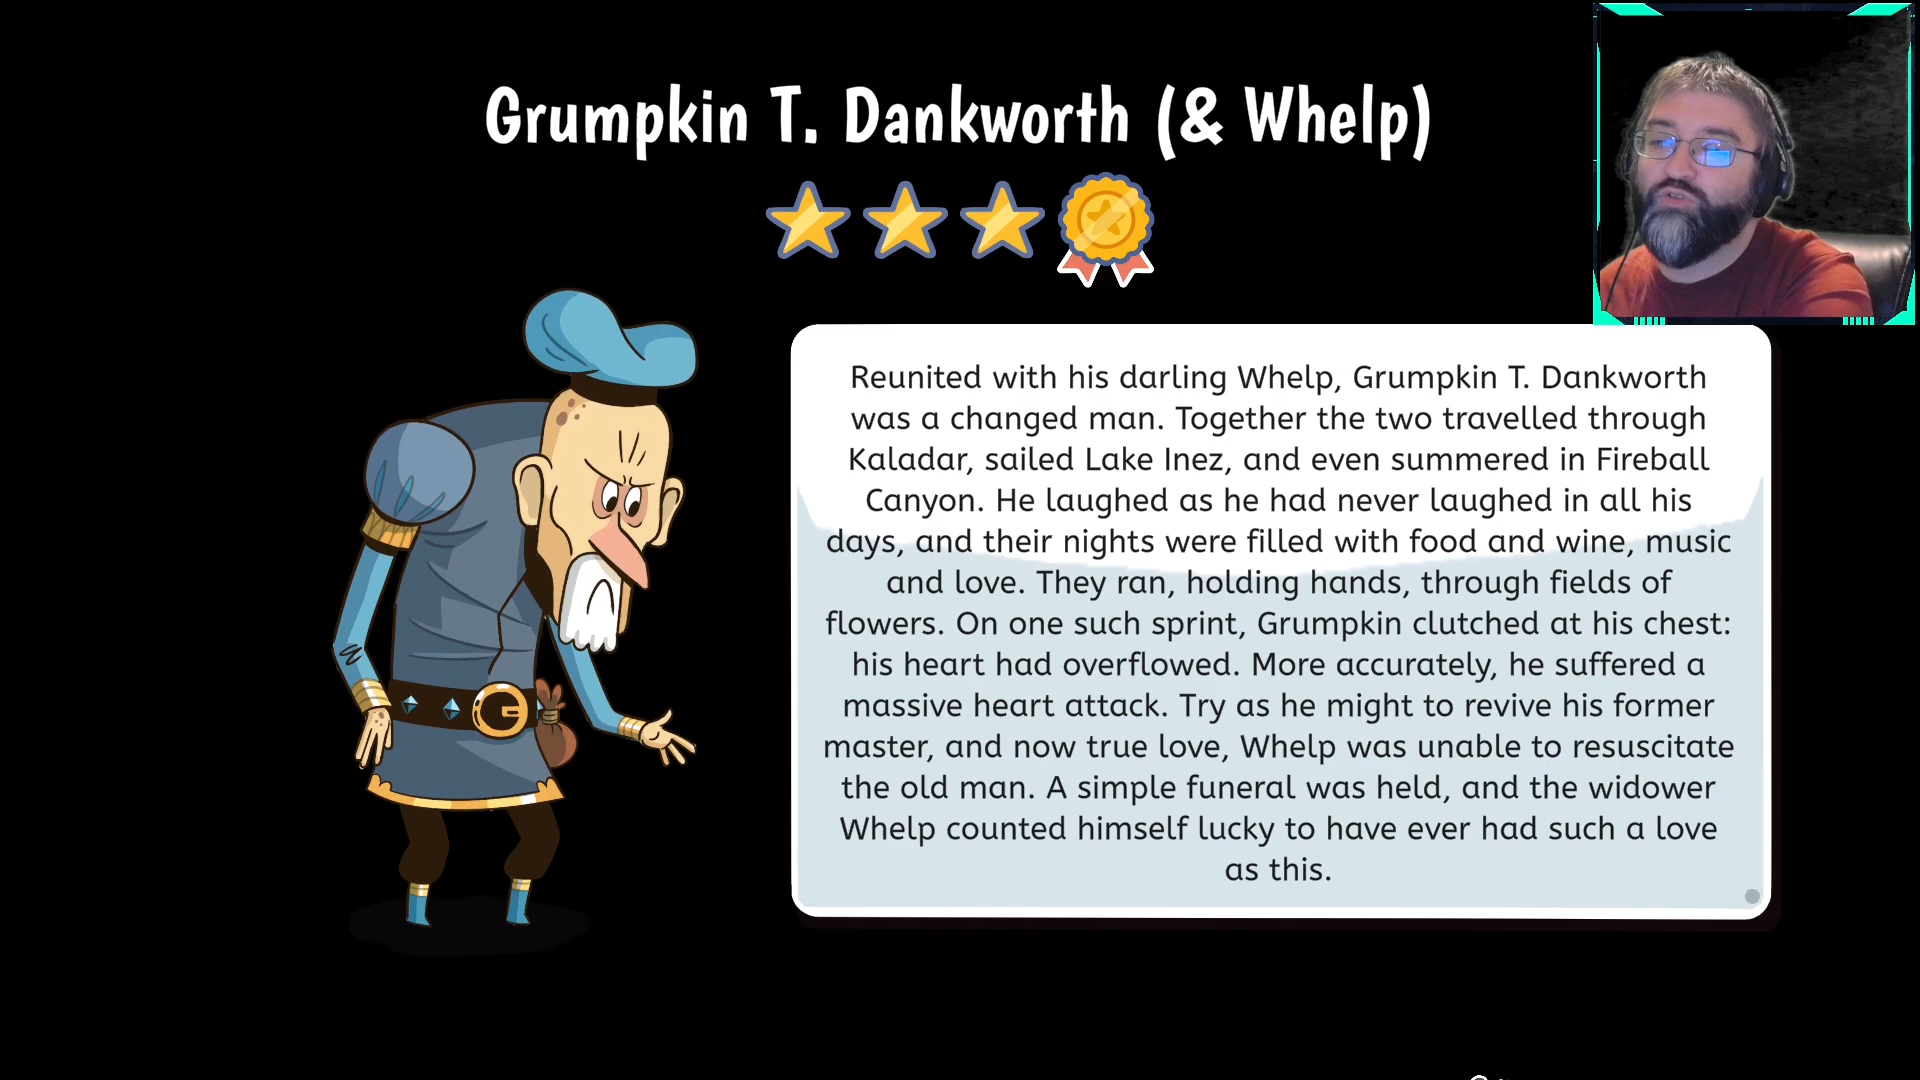 Grumpkin T. Dankworth (& Whelp)
Reunited with his darling Whelp, Grumpkin T. Dankworth
was a changed man. Together the two travelled through
Kaladar, sailed Lake Inez, and even summered in Fireball
Canyon. He laughed as he had never laughed in all his
days, and their nights were filled with food and wine, music
and love. They ran, holding hands, through fields of
flowers. On one such sprint, Grumpkin clutched at his chest:
his heart had overflowed. More accurately, he suffered a
massive heart attack. Try as he might to revive his former
master, and now true love, Whelp was unable to resuscitate
the old man. A simple funeral was held, and the widower
Whelp counted himself lucky to have ever had such a love
as this.